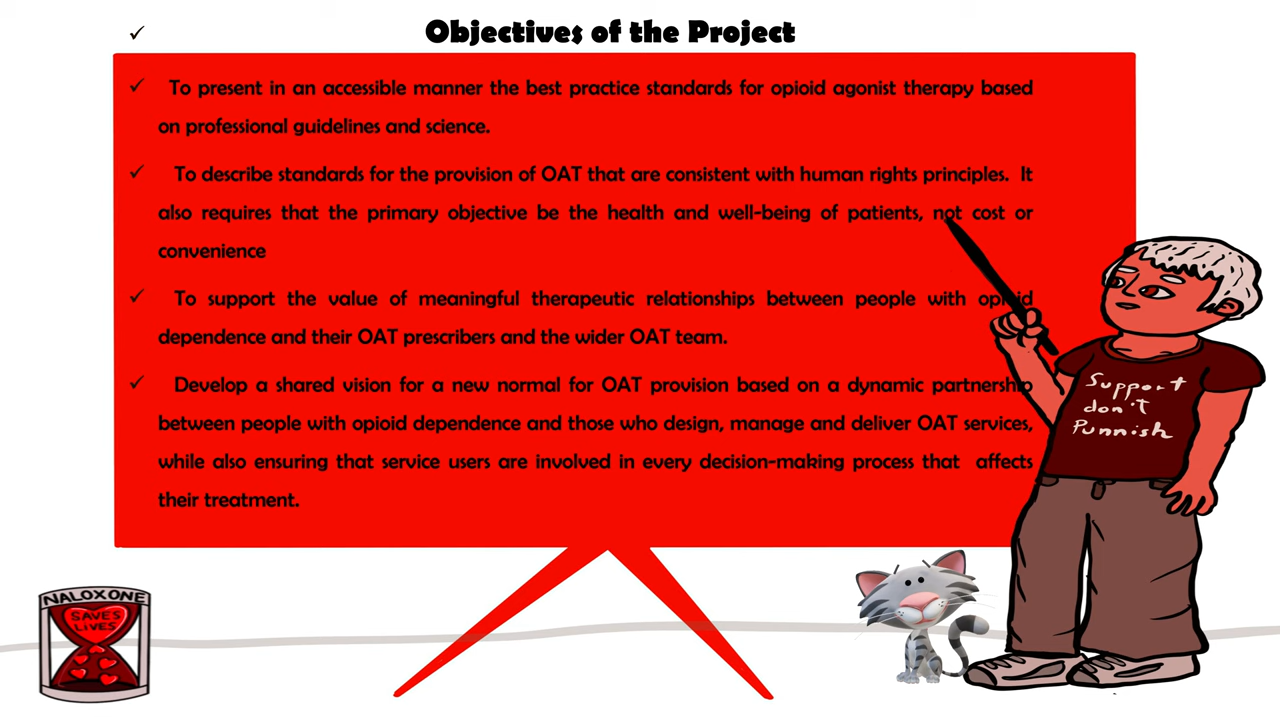 ✓ Objectives of the Project
✓ To present in an accessible manner the best practice standards for opioid agonist therapy based
on professional guidelines and science.
✓ To describe standards for the provision of OAT that are consistent with human rights principles. It
also requires that the primary objective be the health and well-being of patients, not cost or
convenience
✓ To support the value of meaningful therapeutic relationships between people with opioid
dependence and their OAT prescribers and the wider OAT team.
✓ Develop a shared vision for a new normal for OAT provision based on a dynamic partnership
between people with opioid dependence and those who design, manage and deliver OAT services,
while also ensuring that service users are involved in every decision-making process that affects
their treatment.
Support
don't
Punnish
NALOXONE
SAVES
LIVES